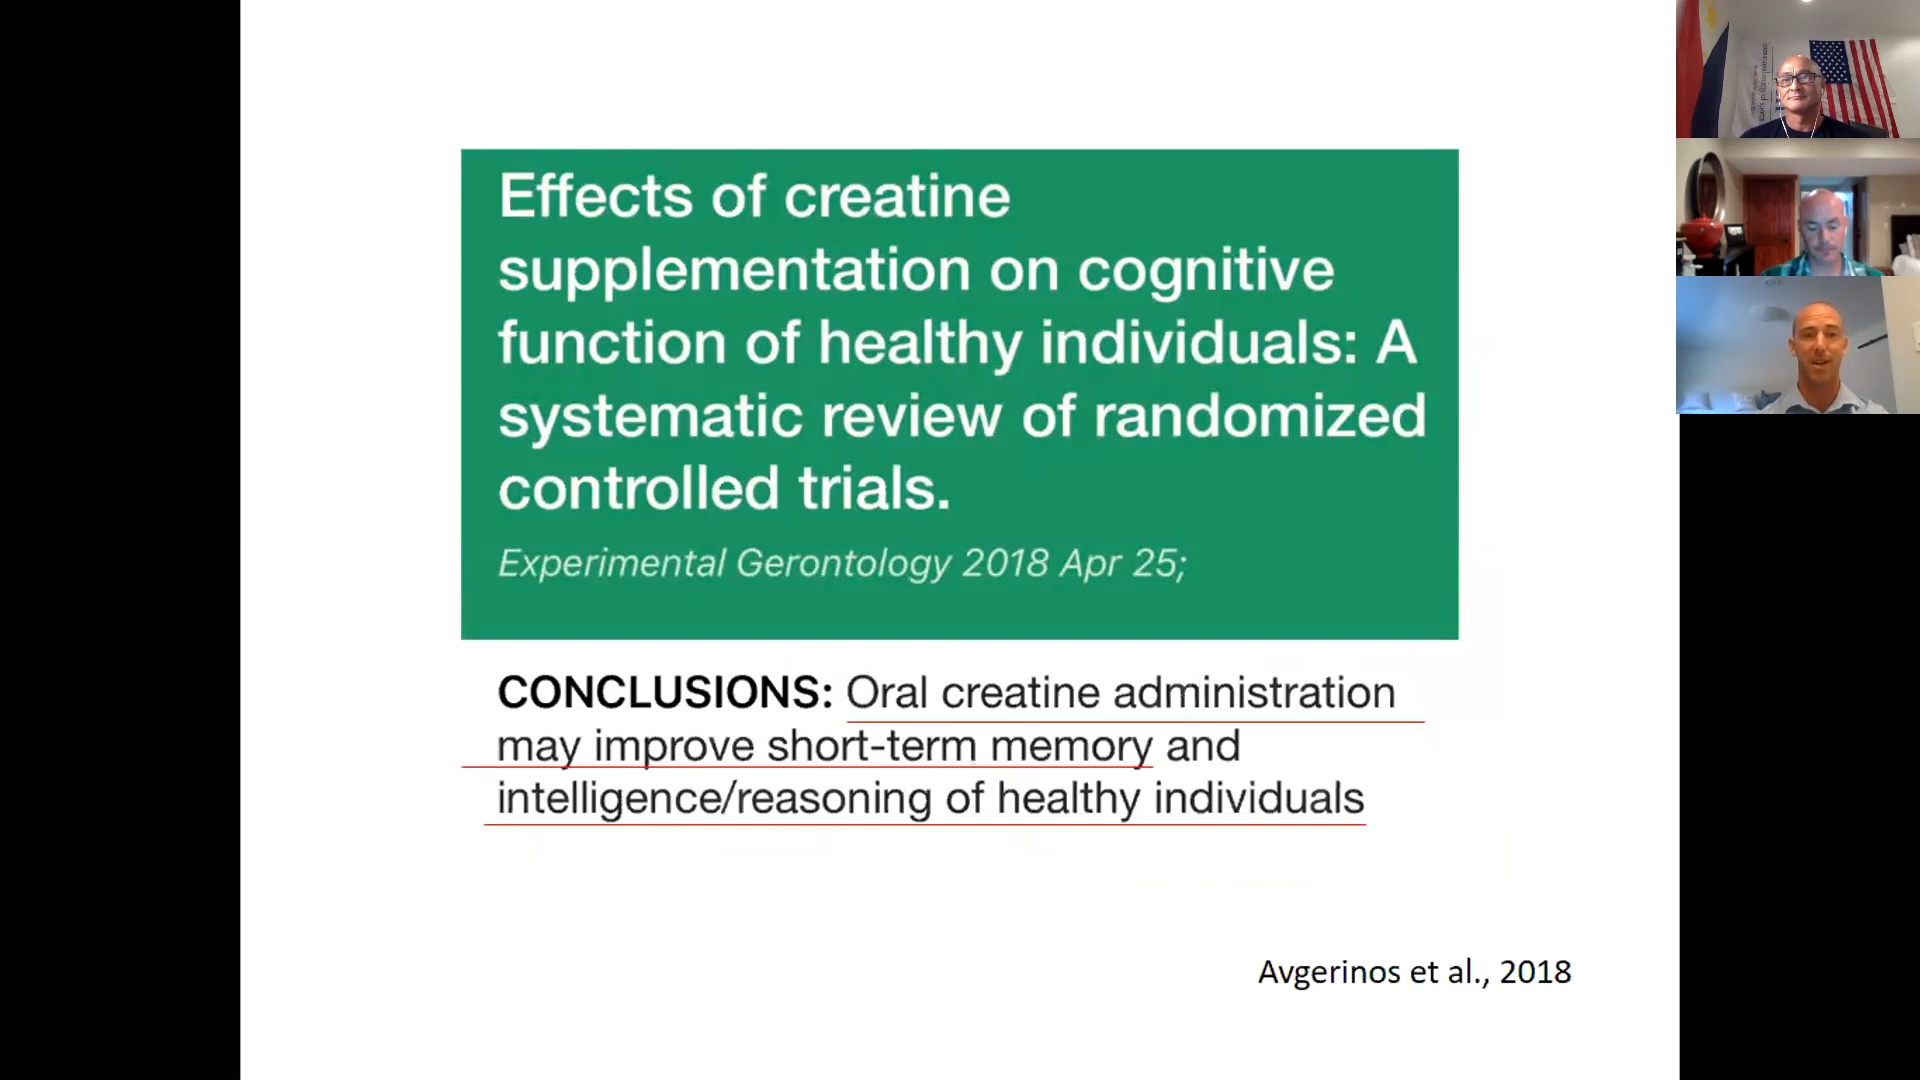 Effects of creatine
supplementation on cognitive
function of healthy individuals: A
systematic review of randomized
controlled trials.
Experimental Gerontology 2018 Apr 25;
CONCLUSIONS: Oral creatine administration
may improve short-term memory and
intelligence/reasoning of healthy individuals
Avgerinos et al., 2018